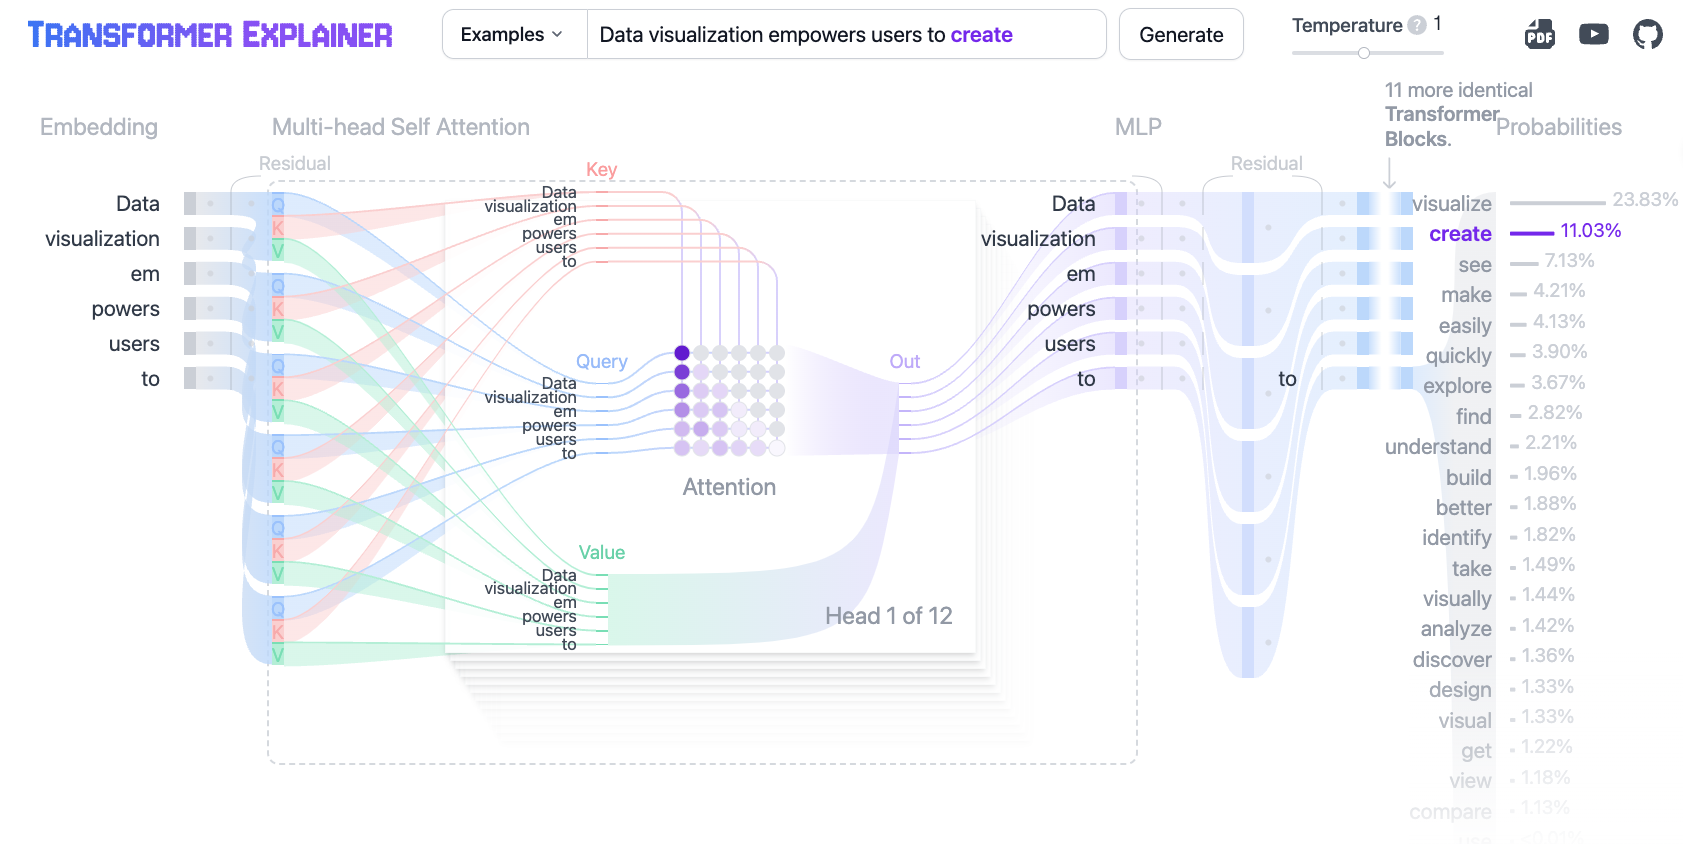 TRANSFORMER EXPLAINER
Examples
Data visualization empowers users to create
Generate
Temperature ? 1
PDF
11 more identical
Transformer
Blocks.
Embedding
Multi-head Self Attention
MLP
Probabilities
Residual
Residual
Data
visualization
em
powers
users
to
Q
K
V
Q
K
V
Q
K
V
Q
K
V
Q
K
V
Q
K
V
Key
Data
visualization
em
powers
users
to
Query
Data
visualization
em
powers
users
to
Attention
Out
Value
Data
visualization
em
powers
users
to
Head 1 of 12
Data
visualization
em
powers
users
to
to
visualize 23.83%
create 11.03%
see 7.13%
make 4.21%
easily 4.13%
quickly 3.90%
explore 3.67%
find 2.82%
understand 2.21%
build 1.96%
better 1.88%
identify 1.82%
take 1.49%
visually 1.44%
analyze 1.42%
discover 1.36%
design 1.33%
visual 1.33%
get 1.22%
view 1.18%
compare 1.13%
use <0.01%